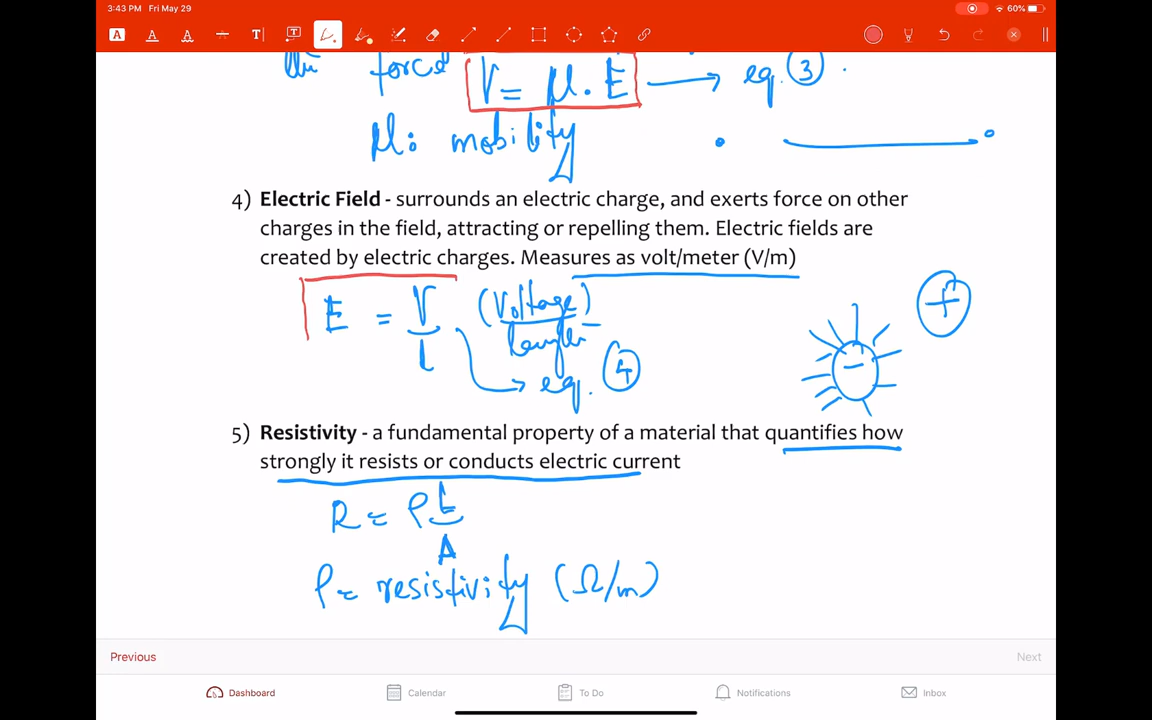 3:43 PM Fri May 29
60%
A A A T T
the force V = μ. E → eq. ③.
μ: mobility
4) Electric Field - surrounds an electric charge, and exerts force on other
charges in the field, attracting or repelling them. Electric fields are
created by electric charges. Measures as volt/meter (V/m)
E = V/l (Voltage/length) +
→ eq. ④ −
5) Resistivity - a fundamental property of a material that quantifies how
strongly it resists or conducts electric current
R = ρ L/A
ρ = resistivity (Ω/m)
Previous Next
Dashboard Calendar To Do Notifications Inbox